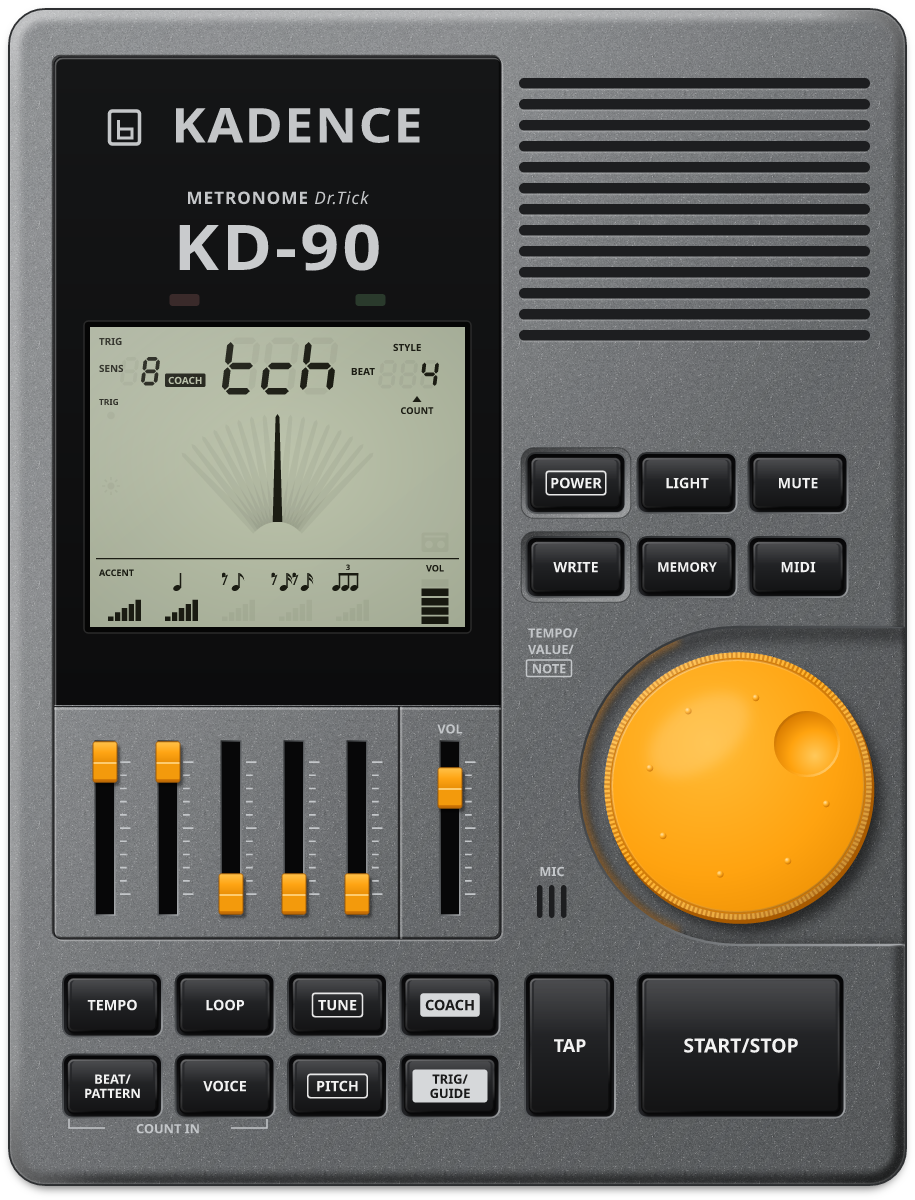 KADENCE
METRONOME Dr.Tick
KD-90
TRIG
SENS 8 COACH tch
STYLE
BEAT 4
TRIG
COUNT
ACCENT
3
VOL
POWER
LIGHT
MUTE
WRITE
MEMORY
MIDI
TEMPO/
VALUE/
NOTE
VOL
MIC
TEMPO
LOOP
TUNE
COACH
TAP
START/STOP
BEAT/
PATTERN
VOICE
PITCH
TRIG/
GUIDE
COUNT IN